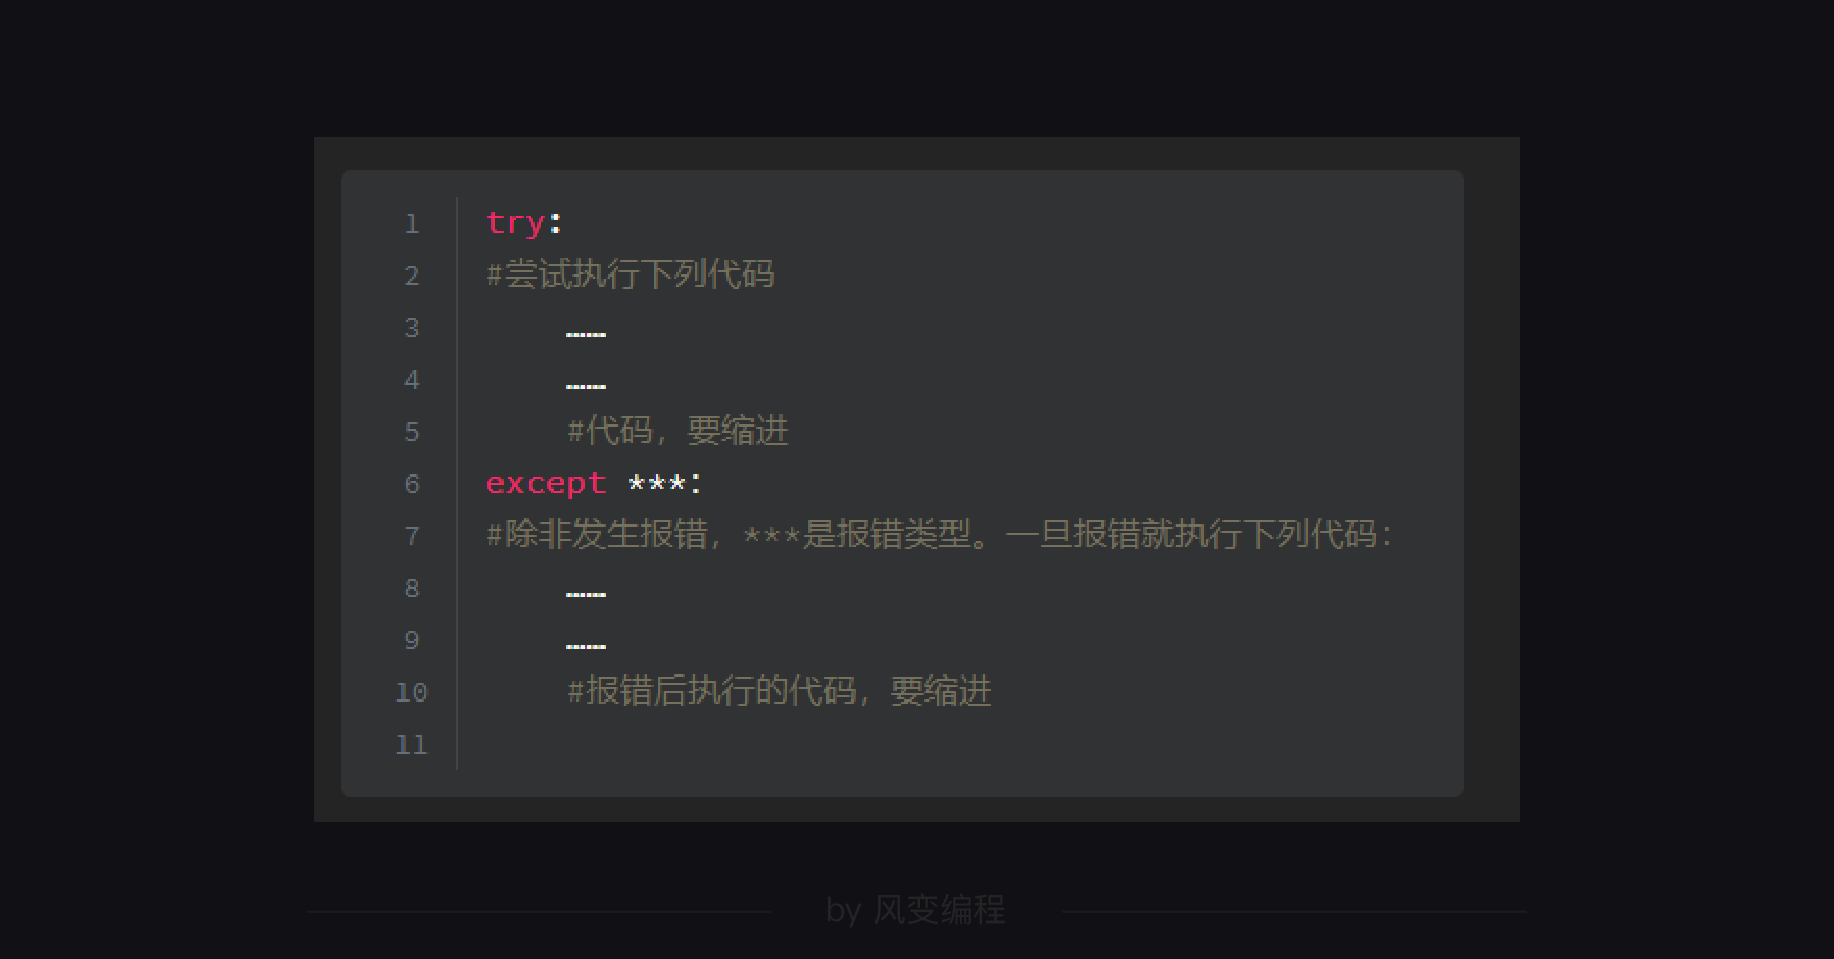 1 try:
2 #尝试执行下列代码
3     ……
4     ……
5     #代码，要缩进
6 except ***:
7 #除非发生报错，***是报错类型。一旦报错就执行下列代码：
8     ……
9     ……
10     #报错后执行的代码，要缩进
11
by 风变编程